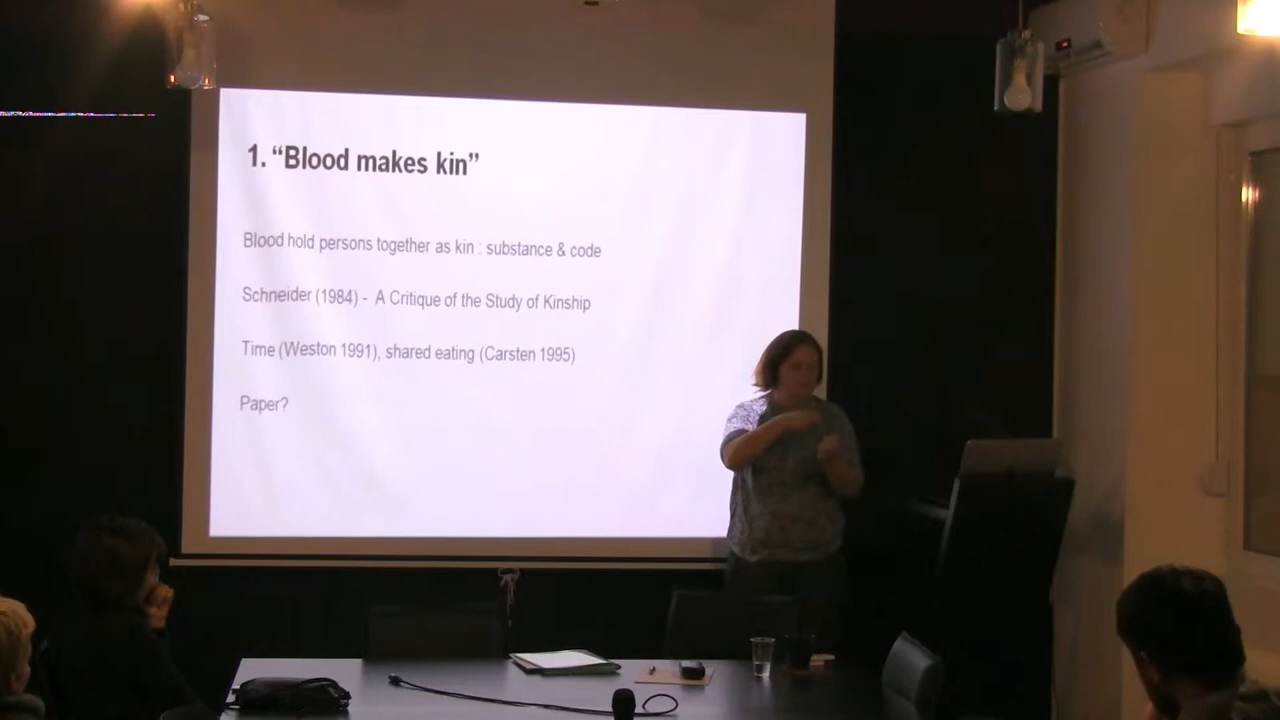 1. “Blood makes kin”
Blood hold persons together as kin : substance & code
Schneider (1984) - A Critique of the Study of Kinship
Time (Weston 1991), shared eating (Carsten 1995)
Paper?